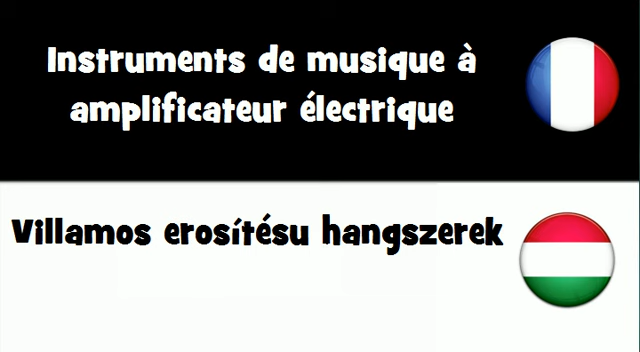 Instruments de musique à
amplificateur électrique
Villamos erosítésu hangszerek